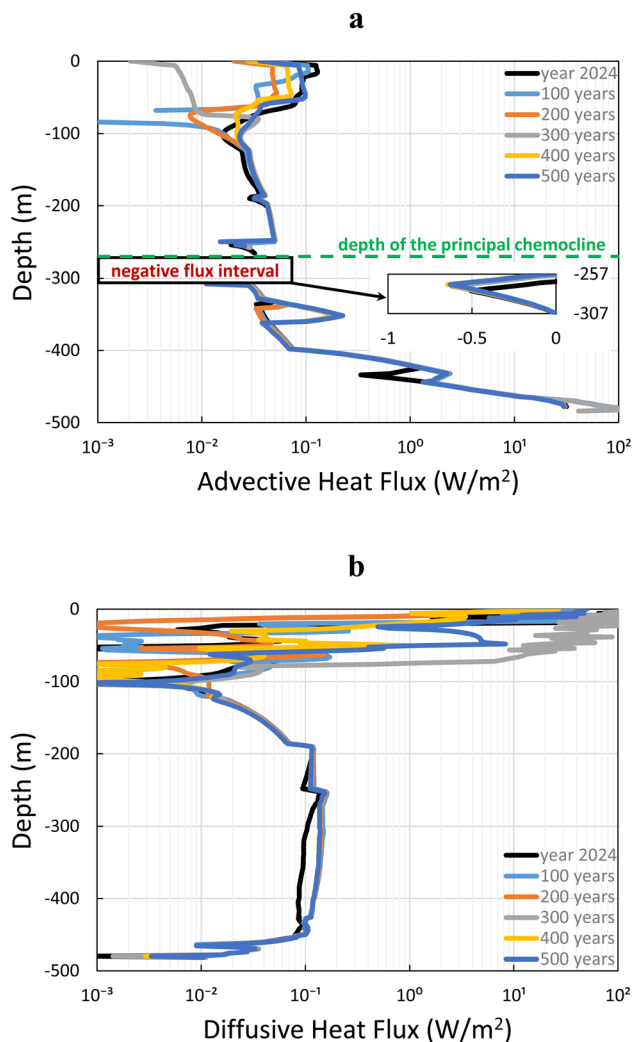 a
0
-100
-200
-300
-400
-500
Depth (m)
year 2024
100 years
200 years
300 years
400 years
500 years
depth of the principal chemocline
negative flux interval
-257
-307
-1
-0.5
0
10⁻³
10⁻²
10⁻¹
10⁰
10¹
10²
Advective Heat Flux (W/m²)
b
0
-100
-200
-300
-400
-500
Depth (m)
year 2024
100 years
200 years
300 years
400 years
500 years
10⁻³
10⁻²
10⁻¹
10⁰
10¹
10²
Diffusive Heat Flux (W/m²)